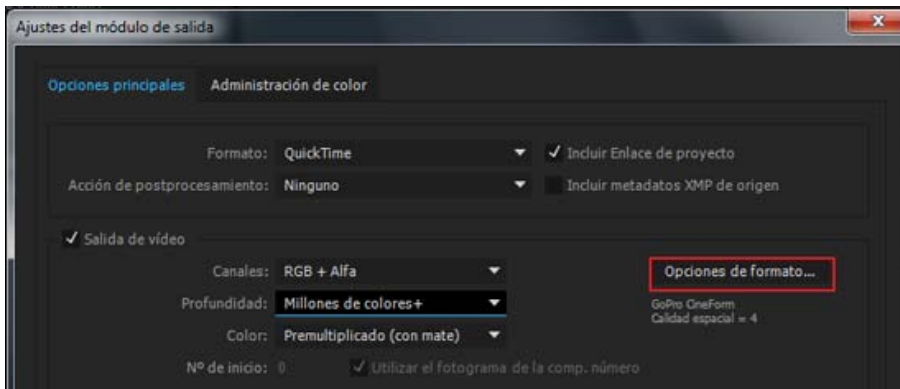 Ajustes del módulo de salida
Opciones principales Administración de color
Formato: QuickTime Incluir Enlace de proyecto
Acción de postprocesamiento: Ninguno Incluir metadatos XMP de origen
Salida de vídeo
Canales: RGB + Alfa Opciones de formato...
Profundidad: Millones de colores+ GoPro CineForm
Calidad espacial = 4
Color: Premultiplicado (con mate)
Nº de inicio: 0 Utilizar el fotograma de la comp. número